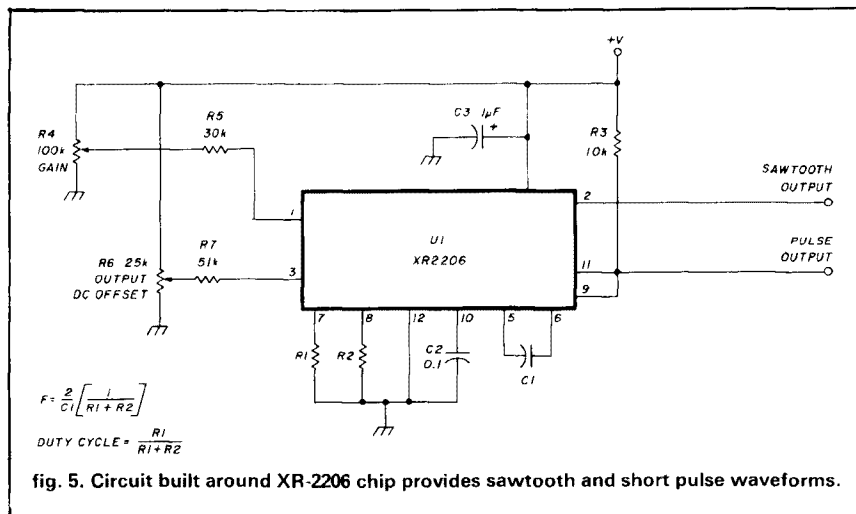 +V
C3 1µF
+
R5
30k
R4
100k
GAIN
R3
10k
SAWTOOTH
OUTPUT
1
2
U1
XR2206
R7
51k
R6 25k
OUTPUT
DC OFFSET
3
11
9
PULSE
OUTPUT
7 8 12 10 5 6
R1
R2
C2
0.1
C1
F = 2/C1 [1/(R1 + R2)]
DUTY CYCLE = R1/(R1 + R2)
fig. 5. Circuit built around XR-2206 chip provides sawtooth and short pulse waveforms.